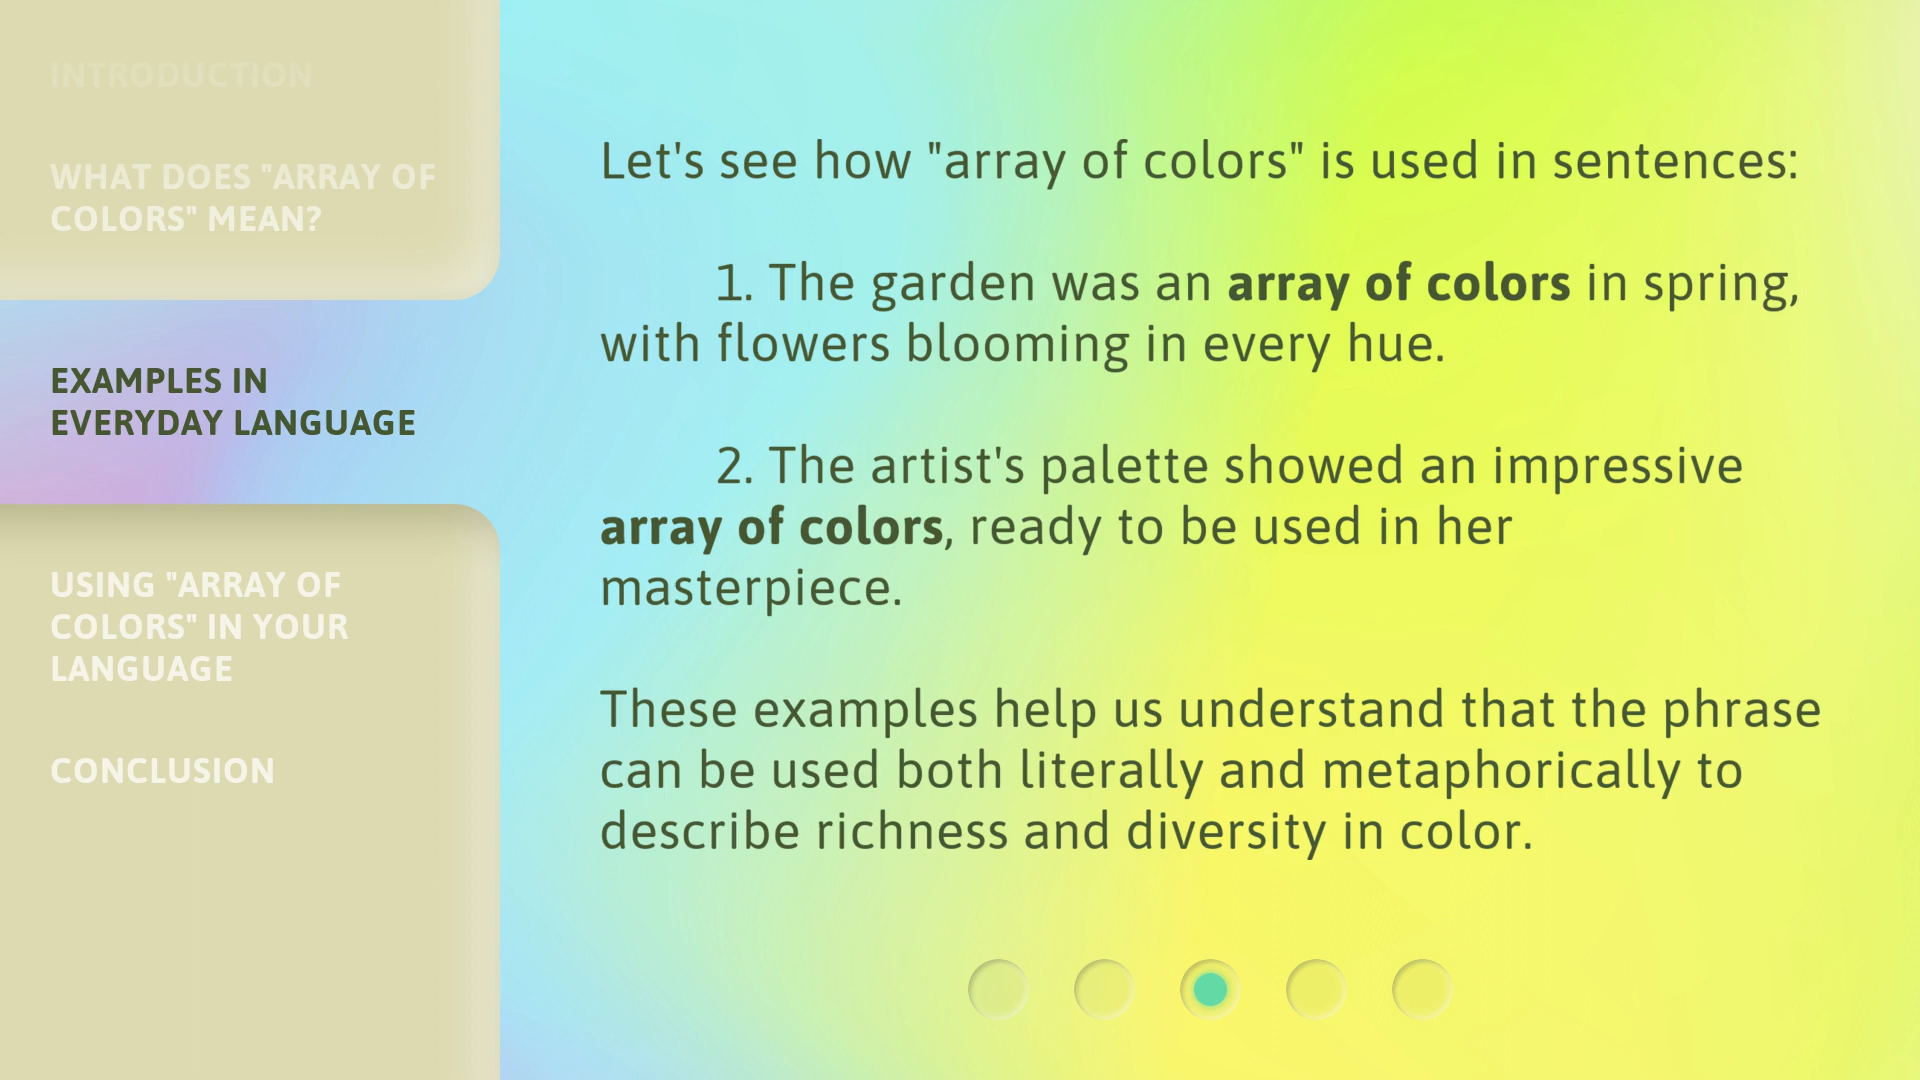 INTRODUCTION
WHAT DOES "ARRAY OF
COLORS" MEAN?
EXAMPLES IN
EVERYDAY LANGUAGE
USING "ARRAY OF
COLORS" IN YOUR
LANGUAGE
CONCLUSION
Let's see how "array of colors" is used in sentences:
1. The garden was an array of colors in spring,
with flowers blooming in every hue.
2. The artist's palette showed an impressive
array of colors, ready to be used in her
masterpiece.
These examples help us understand that the phrase
can be used both literally and metaphorically to
describe richness and diversity in color.